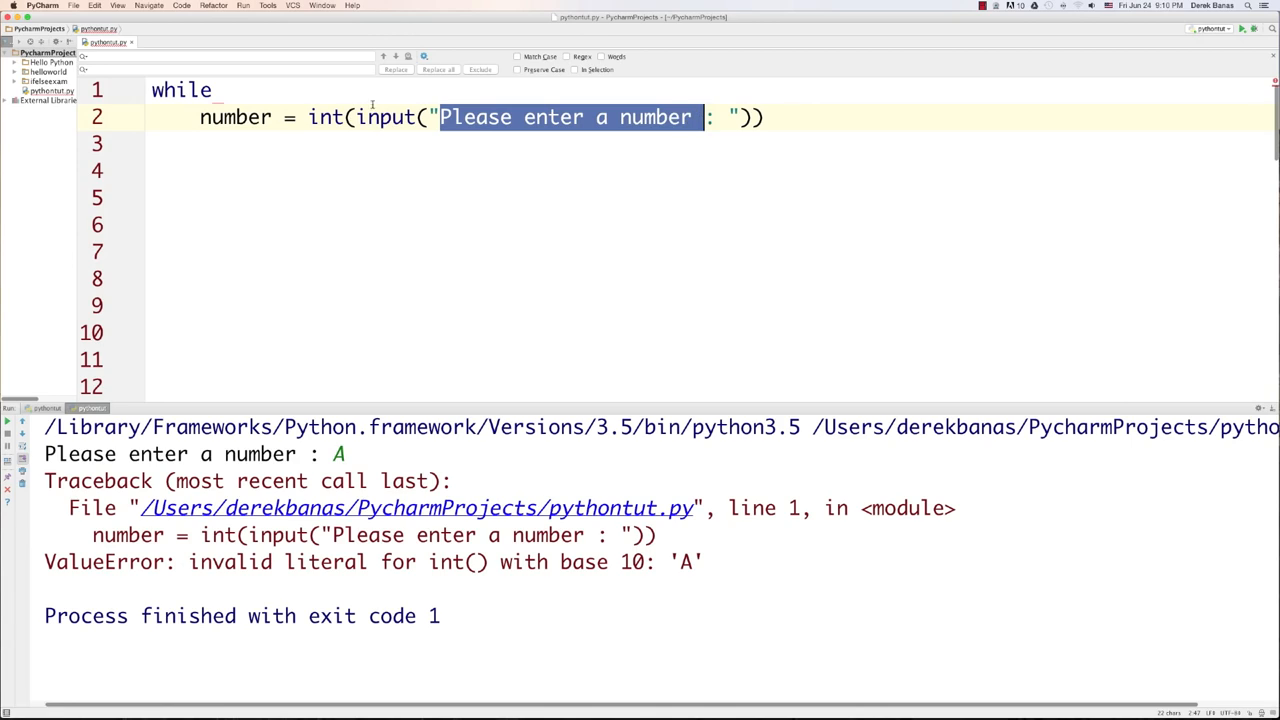 PyCharm File Edit View Navigate Code Refactor Run Tools VCS Window Help
10 Fri Jun 24 9:10 PM Derek Banas
pythontut.py - PycharmProjects - [~/PycharmProjects]
PycharmProjects pythontut.py pythontut
pythontut.py
PycharmProject
Match Case Regex Words
Hello Python
Replace Replace all Exclude Preserve Case In Selection
helloworld
ifelseexam
pythontut.py
External Librarie
1 while
2 number = int(input("Please enter a number : "))
3
4
5
6
7
8
9
10
11
12
Run: pythontut pythontut
/Library/Frameworks/Python.framework/Versions/3.5/bin/python3.5 /Users/derekbanas/PycharmProjects/pytho
Please enter a number : A
Traceback (most recent call last):
File "/Users/derekbanas/PycharmProjects/pythontut.py", line 1, in <module>
number = int(input("Please enter a number : "))
ValueError: invalid literal for int() with base 10: 'A'
Process finished with exit code 1
22 chars 2:47 LF≑ UTF-8≑